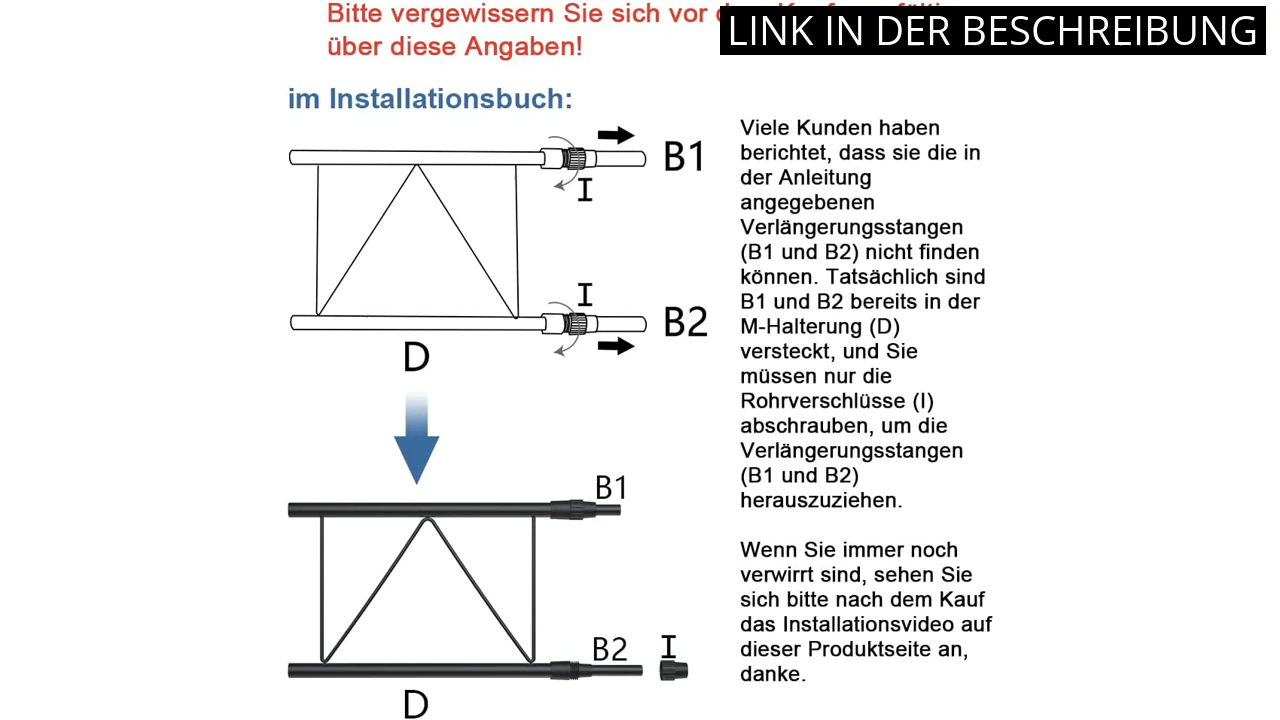 Bitte vergewissern Sie sich vor
über diese Angaben!
LINK IN DER BESCHREIBUNG
im Installationsbuch:
B1
I
I
B2
D
B1
B2
I
D
Viele Kunden haben
berichtet, dass sie die in
der Anleitung
angegebenen
Verlängerungsstangen
(B1 und B2) nicht finden
können. Tatsächlich sind
B1 und B2 bereits in der
M-Halterung (D)
versteckt, und Sie
müssen nur die
Rohrverschlüsse (I)
abschrauben, um die
Verlängerungsstangen
(B1 und B2)
herauszuziehen.
Wenn Sie immer noch
verwirrt sind, sehen Sie
sich bitte nach dem Kauf
das Installationsvideo auf
dieser Produktseite an,
danke.